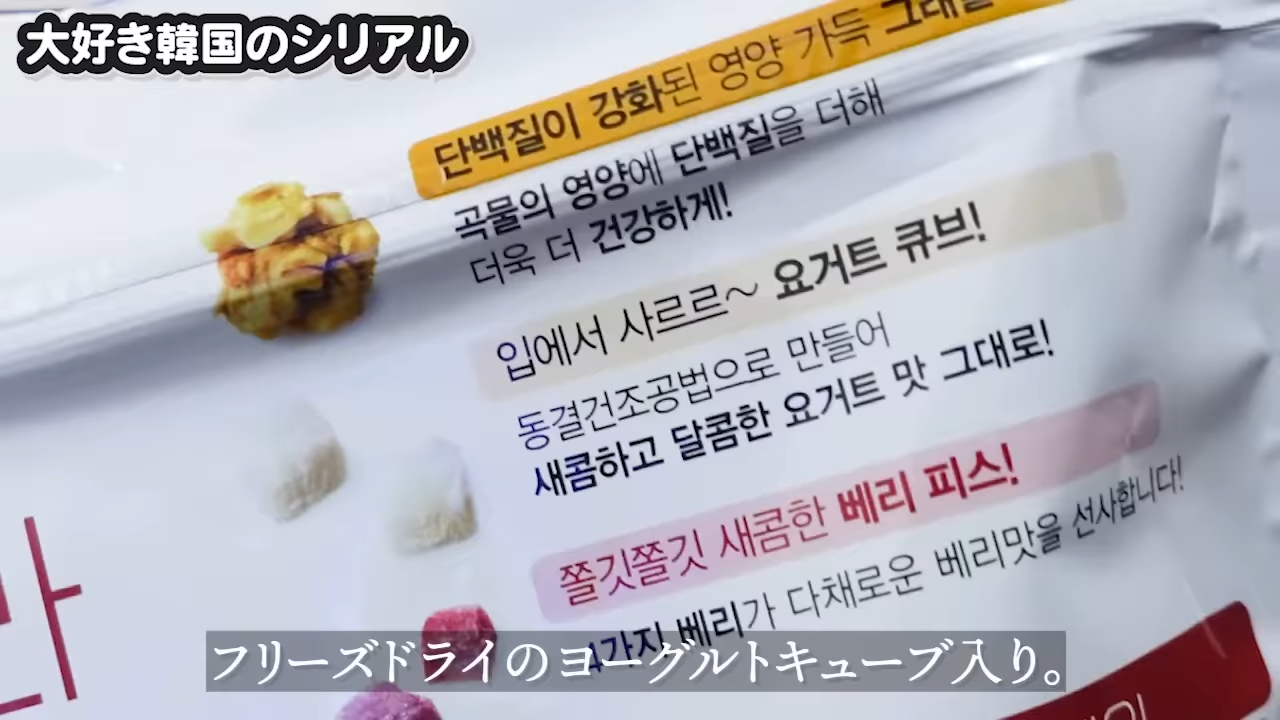 大好き韓国のシリアル
단백질이 강화된 영양 가득 그대로
곡물의 영양에 단백질을 더해
더욱 더 건강하게!
입에서 사르르~ 요거트 큐브!
동결건조공법으로 만들어
새콤하고 달콤한 요거트 맛 그대로!
쫄깃쫄깃 새콤한 베리 피스!
4가지 베리가 다채로운 베리맛을 선사합니다!
フリーズドライのヨーグルトキューブ入り。